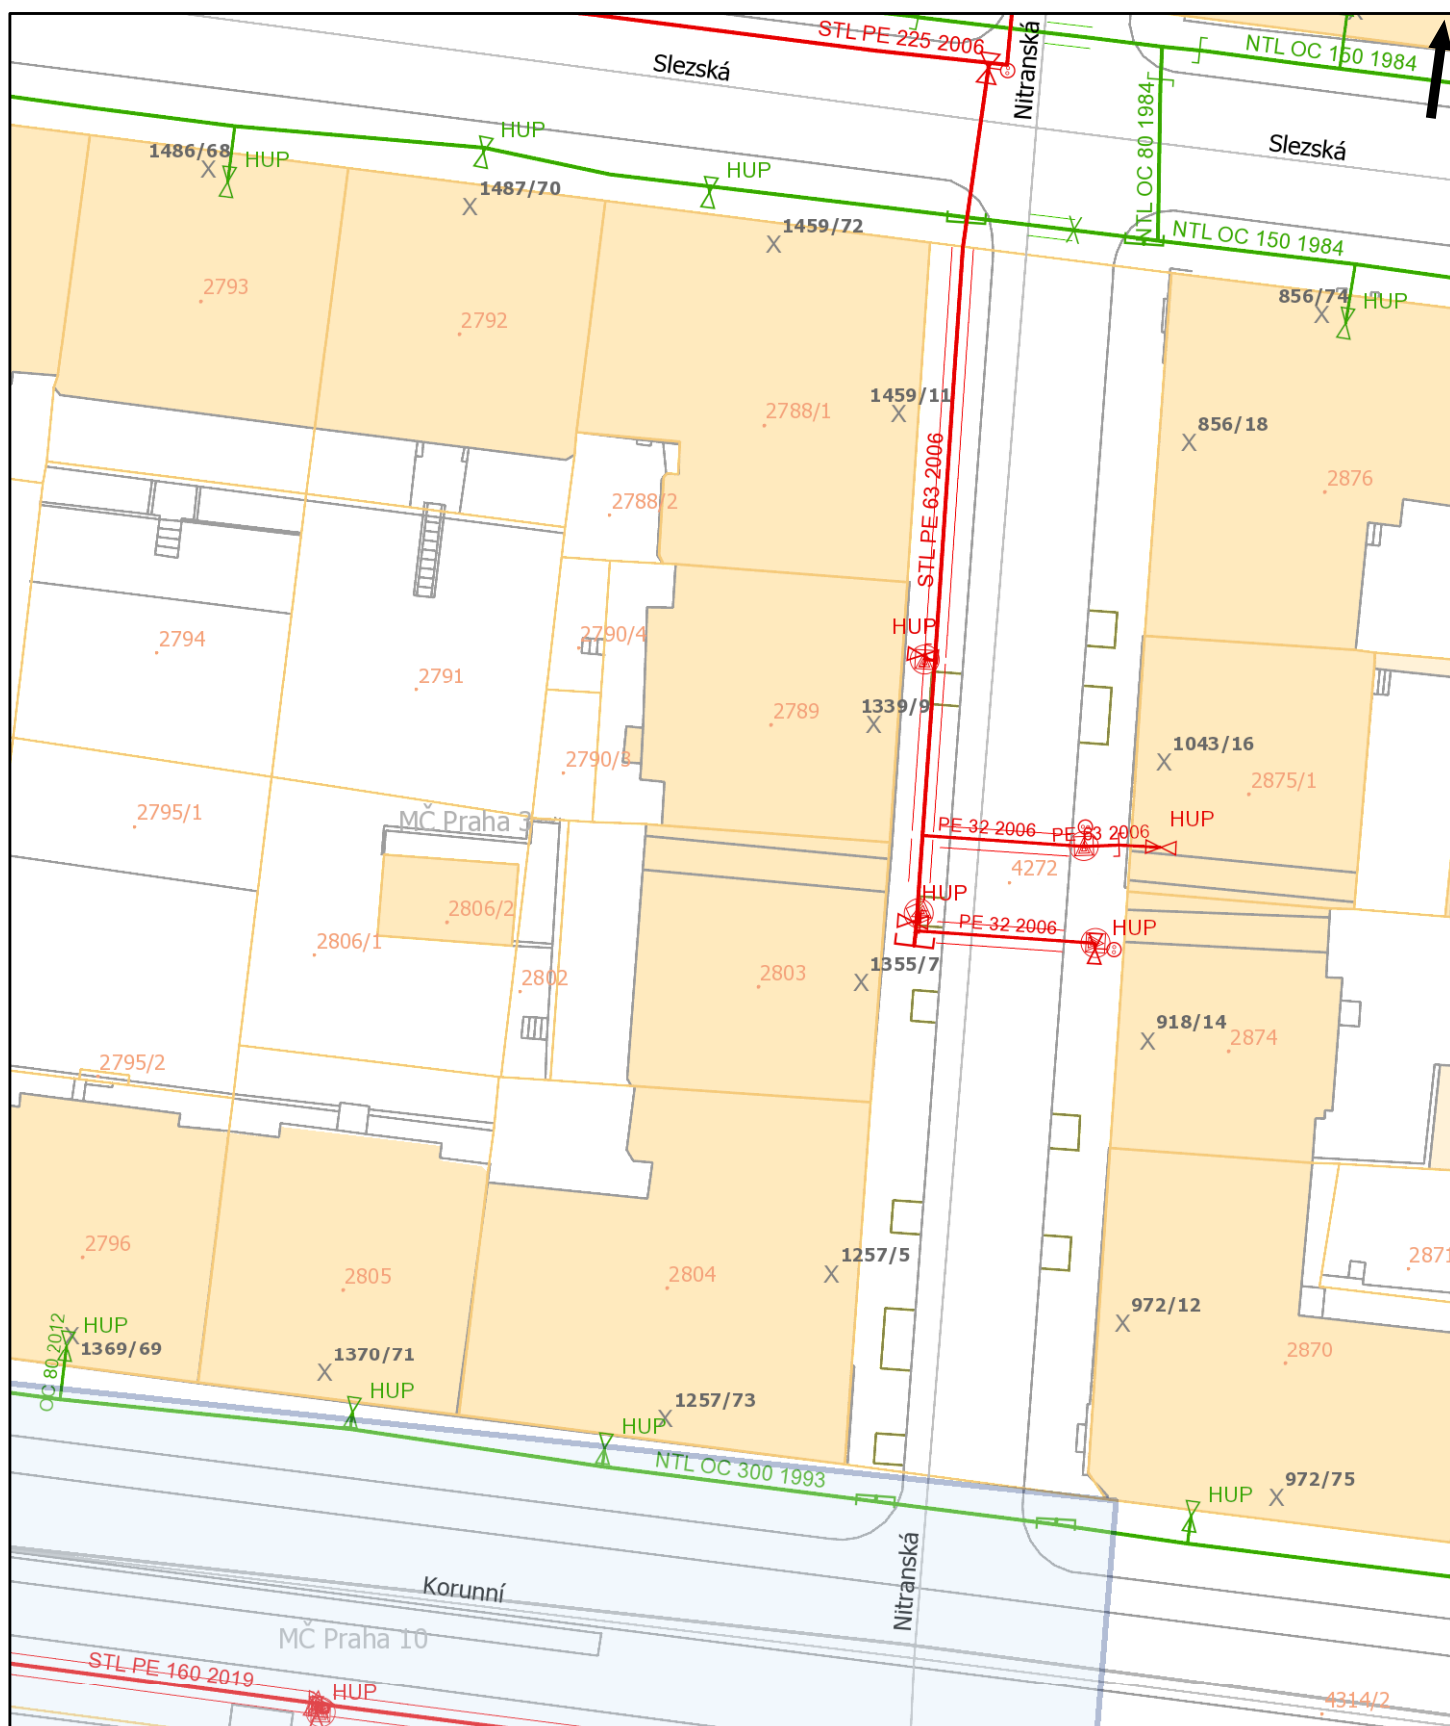 STL PE 225 2006
Nitranská
NTL OC 150 1984
Slezská
NTL OC 80 1984
Slezská
HUP
1486/68
HUP
HUP
1487/70
1459/72
NTL OC 150 1984
856/74
HUP
2793
2792
1459/11
2788/1
856/18
STL PE 63 2006
2876
2788/2
HUP
2790/4
2794
2791
1339/9
2789
1043/16
2790/3
2875/1
2795/1
MČ Praha 3
PE 32 2006
PE 63 2006
HUP
4272
HUP
2806/2
PE 32 2006
HUP
2806/1
1355/7
2802
2803
918/14
2874
2795/2
2796
1257/5
2871
2805
2804
972/12
OC 80 2012
HUP
1369/69
1370/71
2870
HUP
1257/73
HUP
NTL OC 300 1993
972/75
HUP
Nitranská
Korunní
MČ Praha 10
STL PE 160 2019
HUP
4314/2